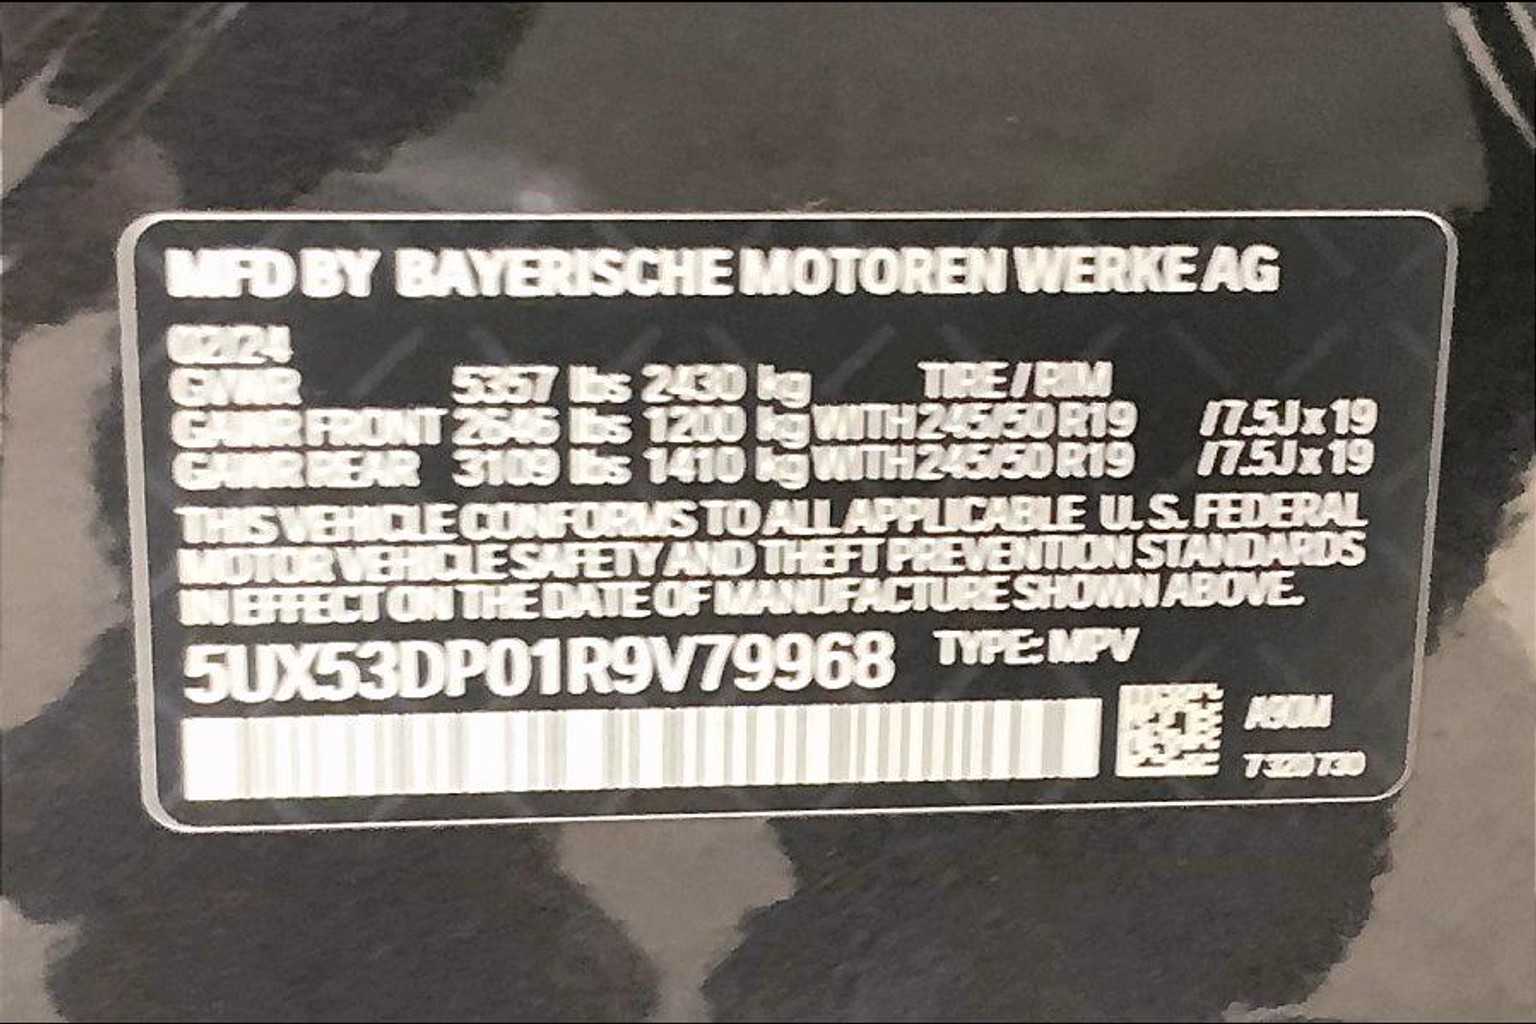 MFD BY BAYERISCHE MOTOREN WERKE AG
02/24
GVWR 5357 lbs 2430 kg TIRE / RIM
GAWR FRONT 2646 lbs 1200 kg WITH 245/50 R19 /7.5J x 19
GAWR REAR 3109 lbs 1410 kg WITH 245/50 R19 /7.5J x 19
THIS VEHICLE CONFORMS TO ALL APPLICABLE U.S. FEDERAL
MOTOR VEHICLE SAFETY AND THEFT PREVENTION STANDARDS
IN EFFECT ON THE DATE OF MANUFACTURE SHOWN ABOVE.
5UX53DP01R9V79968 TYPE: MPV
7 320 730